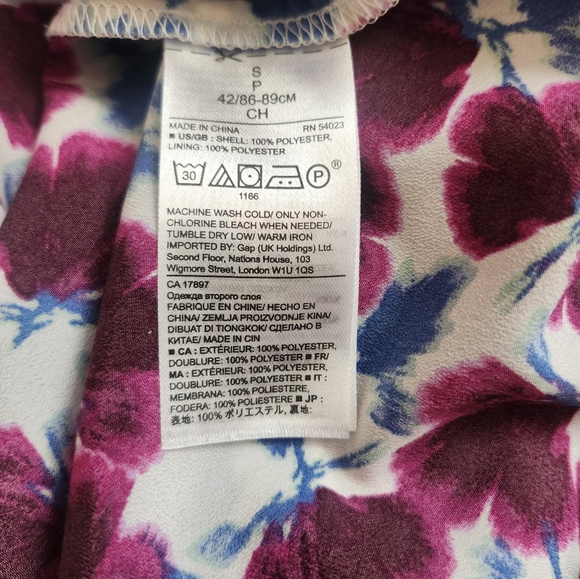 S
P
42/86-89CM
CH
MADE IN CHINA RN 54023
■ US/GB : SHELL: 100% POLYESTER,
LINING: 100% POLYESTER
30 P ®
1166
MACHINE WASH COLD/ ONLY NON-
CHLORINE BLEACH WHEN NEEDED/
TUMBLE DRY LOW/ WARM IRON
IMPORTED BY: Gap (UK Holdings) Ltd.
Second Floor, Nations House, 103
Wigmore Street, London W1U 1QS
CA 17897
Одежда второго слоя
FABRIQUE EN CHINE/ HECHO EN
CHINA/ ZEMLJA PROIZVODNJE KINA/
DIBUAT DI TIONGKOK/ СДЕЛАНО В
КИТАЕ/ MADE IN CIN
■ CA : EXTÉRIEUR: 100% POLYESTER,
DOUBLURE: 100% POLYESTER ■ FR/
MA : EXTÉRIEUR: 100% POLYESTER,
DOUBLURE: 100% POLYESTER ■ IT :
MEMBRANA: 100% POLIESTERE,
FODERA: 100% POLIESTERE ■ JP :
表地: 100% ポリエステル, 裏地: